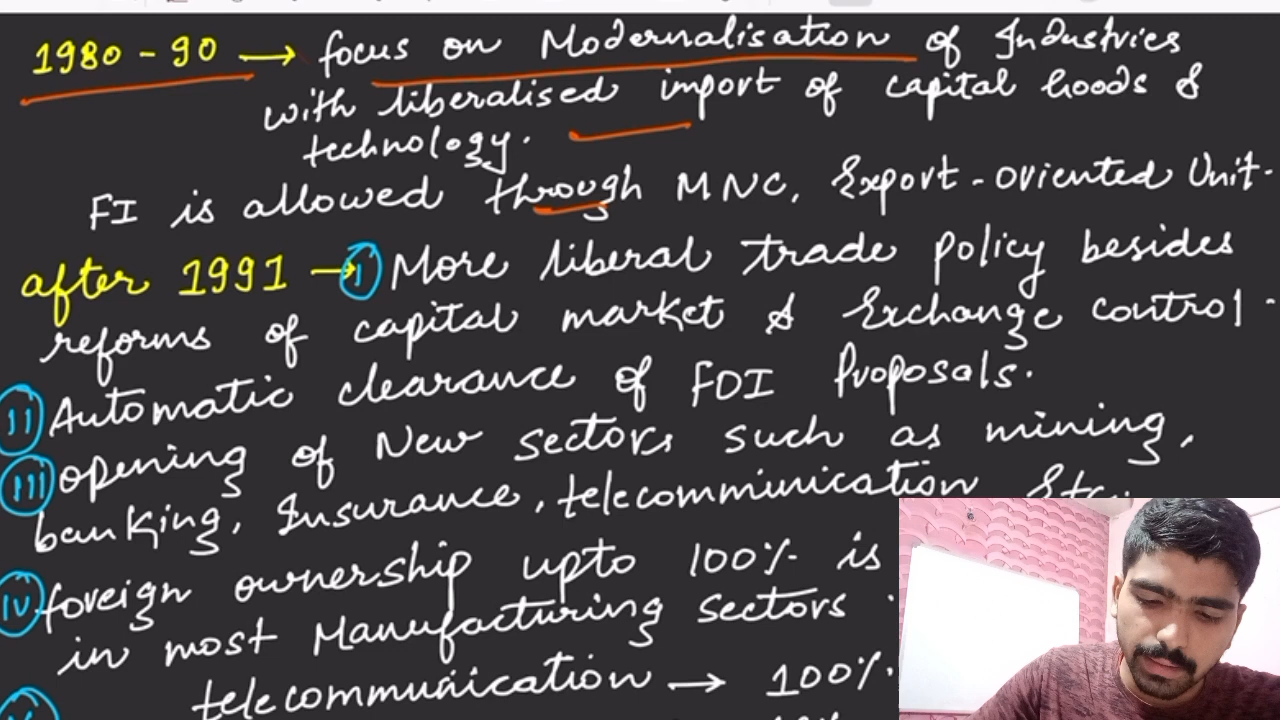 1980 - 90 → focus on Modernalisation of Industries
with liberalised import of capital Goods &
technology.
FI is allowed through MNC, Export-oriented Unit.
after 1991 → i More liberal trade policy besides
reforms of capital market & Exchange control.
ii Automatic clearance of FDI Proposals.
iii opening of New sectors such as mining,
banking, Insurance, telecommunication Etc.
iv. foreign ownership upto 100% is
in most Manufacturing sectors.
telecommunication → 100%.